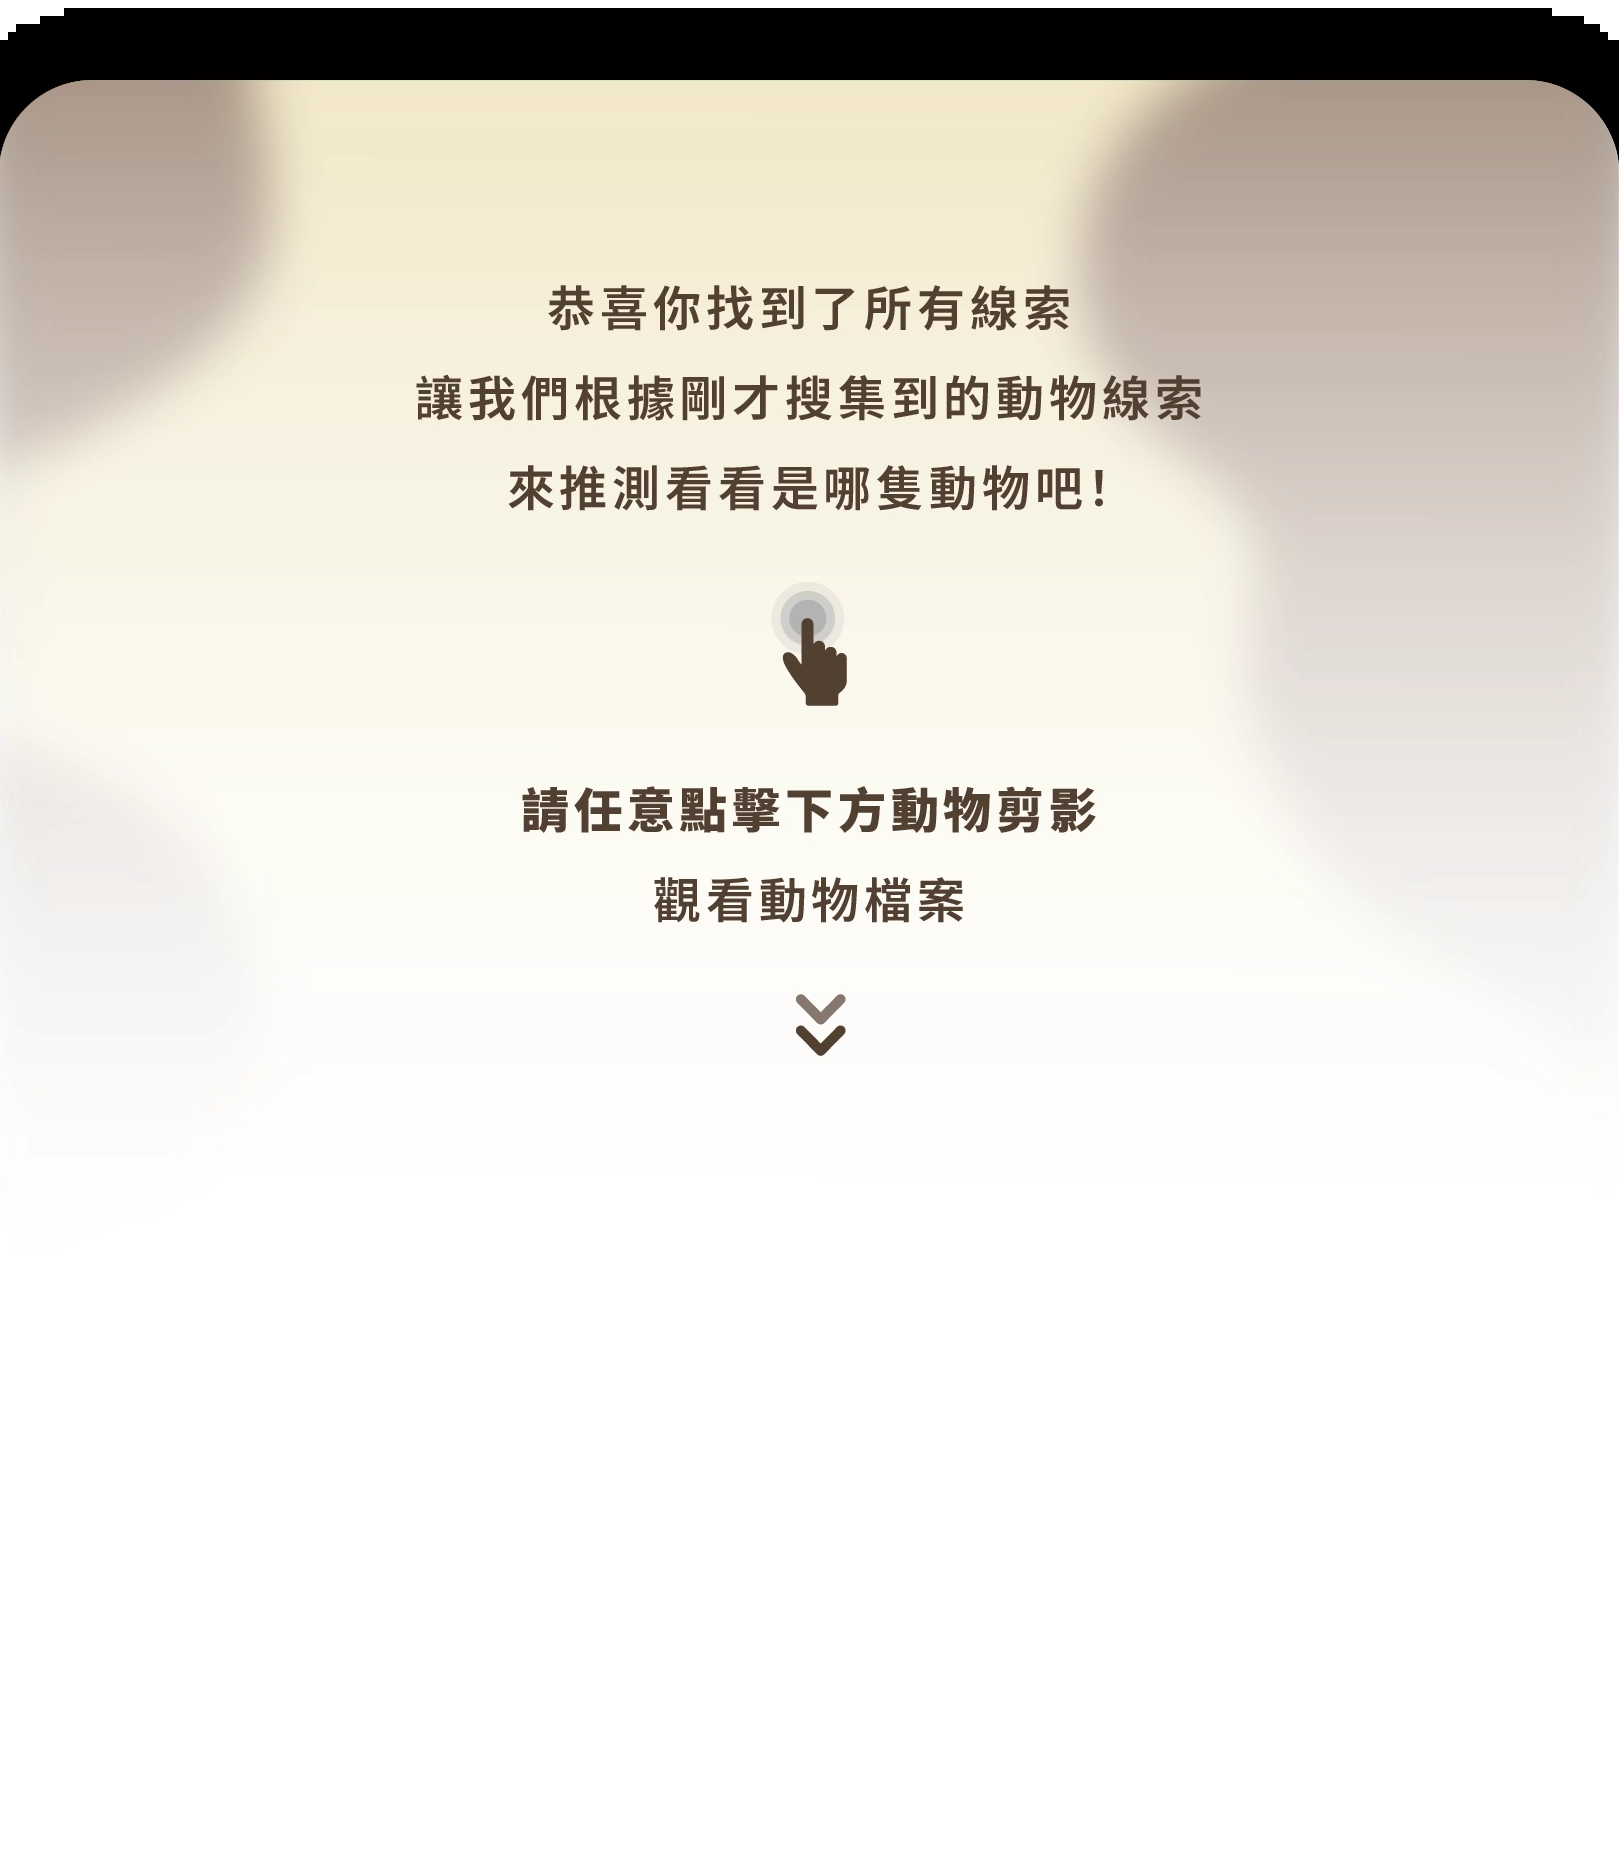 恭喜你找到了所有線索
讓我們根據剛才搜集到的動物線索
來推測看看是哪隻動物吧！
請任意點擊下方動物剪影
觀看動物檔案